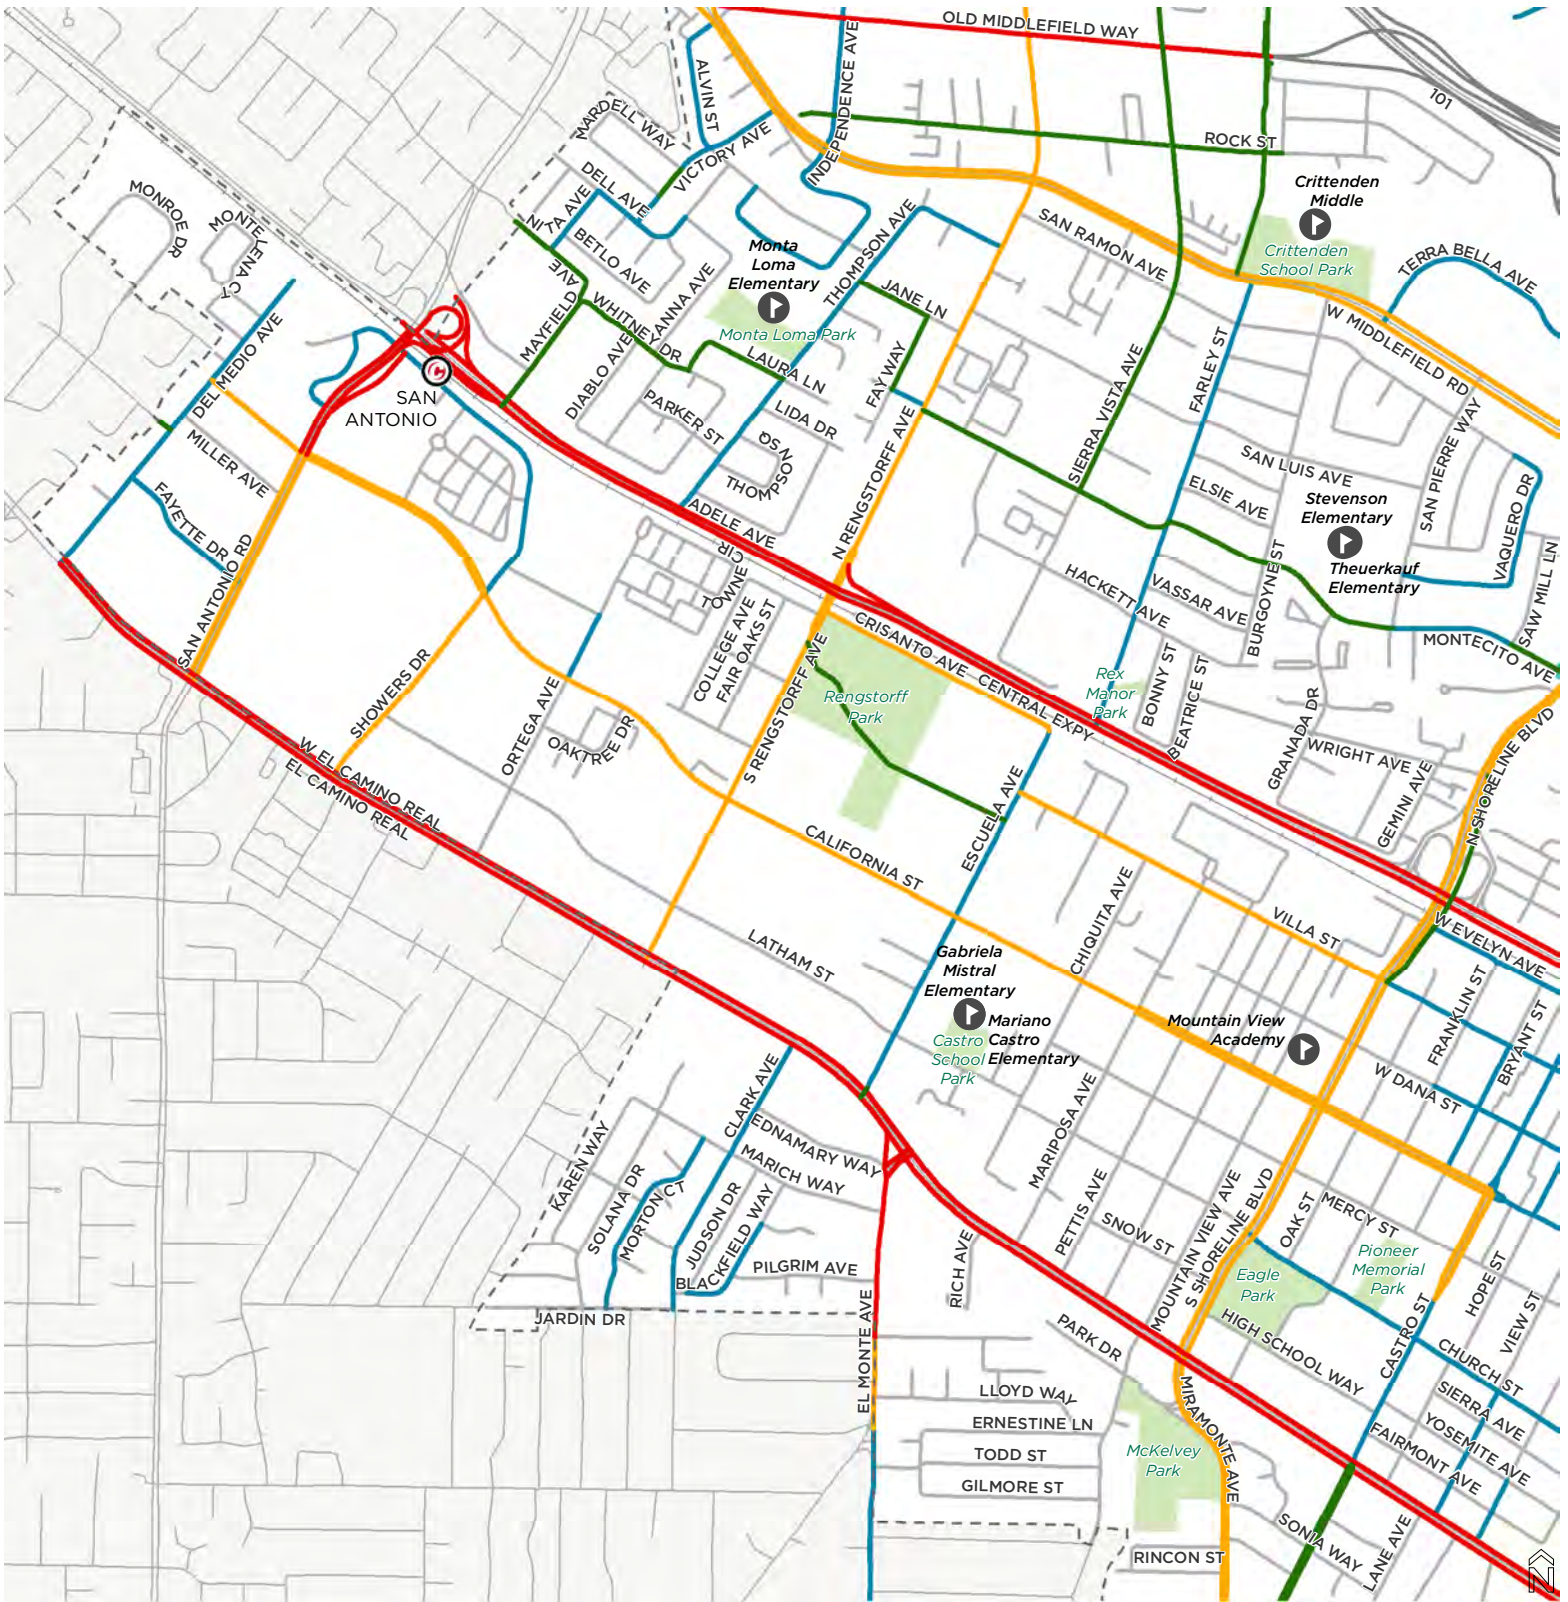 OLD MIDDLEFIELD WAY
INDEPENDENCE AVE
ALVIN ST
101
MARDELL WAY
VICTORY AVE
ROCK ST
DELL AVE
NITA AVE
MONROE DR
MONTELENA CT
BETLO AVE
Crittenden
Middle
Crittenden
School Park
SAN RAMON AVE
TERRA BELLA AVE
Monta
Loma
Elementary
Monta Loma Park
THOMPSON AVE
JANE LN
MAYFIELD AVE
WHITNEY DR
DIABLO AVE
ANNA AVE
LAURA LN
FAY WAY
DEL MEDIO AVE
SAN
ANTONIO
PARKER ST
LIDA DR
THOMPSON SQ
W MIDDLEFIELD RD
FARLEY ST
SIERRA VISTA AVE
MILLER AVE
FAYETTE DR
SAN ANTONIO RD
ADELE AVE
N RENGSTORFF AVE
SAN LUIS AVE
ELSIE AVE
SAN PIERRE WAY
VAQUERO DR
Stevenson
Elementary
Theuerkauf
Elementary
TOWNE CIR
COLLEGE AVE
FAIR OAKS ST
HACKETT AVE
VASSAR AVE
BURGOYNE ST
SAW MILL LN
MONTECITO AVE
CRISANTO AVE
CENTRAL EXPY
Rengstorff
Park
Rex
Manor
Park
BONNY ST
BEATRICE ST
GRANADA DR
WRIGHT AVE
GEMINI AVE
N SHORELINE BLVD
SHOWERS DR
ORTEGA AVE
OAKTREE DR
S RENGSTORFF AVE
W EL CAMINO REAL
EL CAMINO REAL
ESCUELA AVE
CALIFORNIA ST
LATHAM ST
CHIQUITA AVE
VILLA ST
W EVELYN AVE
Gabriela
Mistral
Elementary
Mariano
Castro
Elementary
Castro
School
Park
Mountain View
Academy
FRANKLIN ST
BRYANT ST
W DANA ST
CLARK AVE
EDNAMARY WAY
MARICH WAY
KAREN WAY
SOLANA DR
MORTON CT
JUDSON DR
BLACKFIELD WAY
PILGRIM AVE
JARDIN DR
EL MONTE AVE
MARIPOSA AVE
PETTIS AVE
RICH AVE
SNOW ST
MOUNTAIN VIEW AVE
S SHORELINE BLVD
OAK ST
MERCY ST
Eagle
Park
Pioneer
Memorial
Park
HOPE ST
VIEW ST
CASTRO ST
HIGH SCHOOL WAY
CHURCH ST
PARK DR
LLOYD WAY
ERNESTINE LN
TODD ST
GILMORE ST
McKelvey
Park
MIRAMONTE AVE
SIERRA AVE
YOSEMITE AVE
FAIRMONT AVE
SONIA WAY
LANE AVE
RINCON ST
N